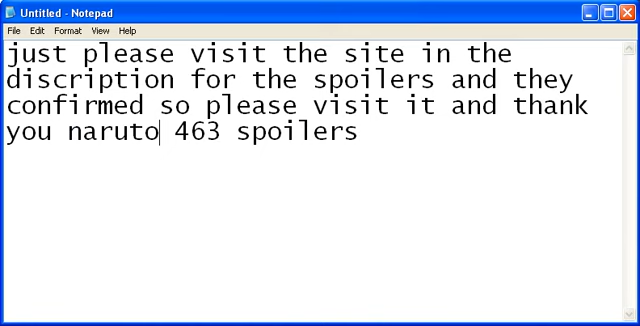 Untitled - Notepad
File Edit Format View Help
just please visit the site in the
discription for the spoilers and they
confirmed so please visit it and thank
you naruto 463 spoilers